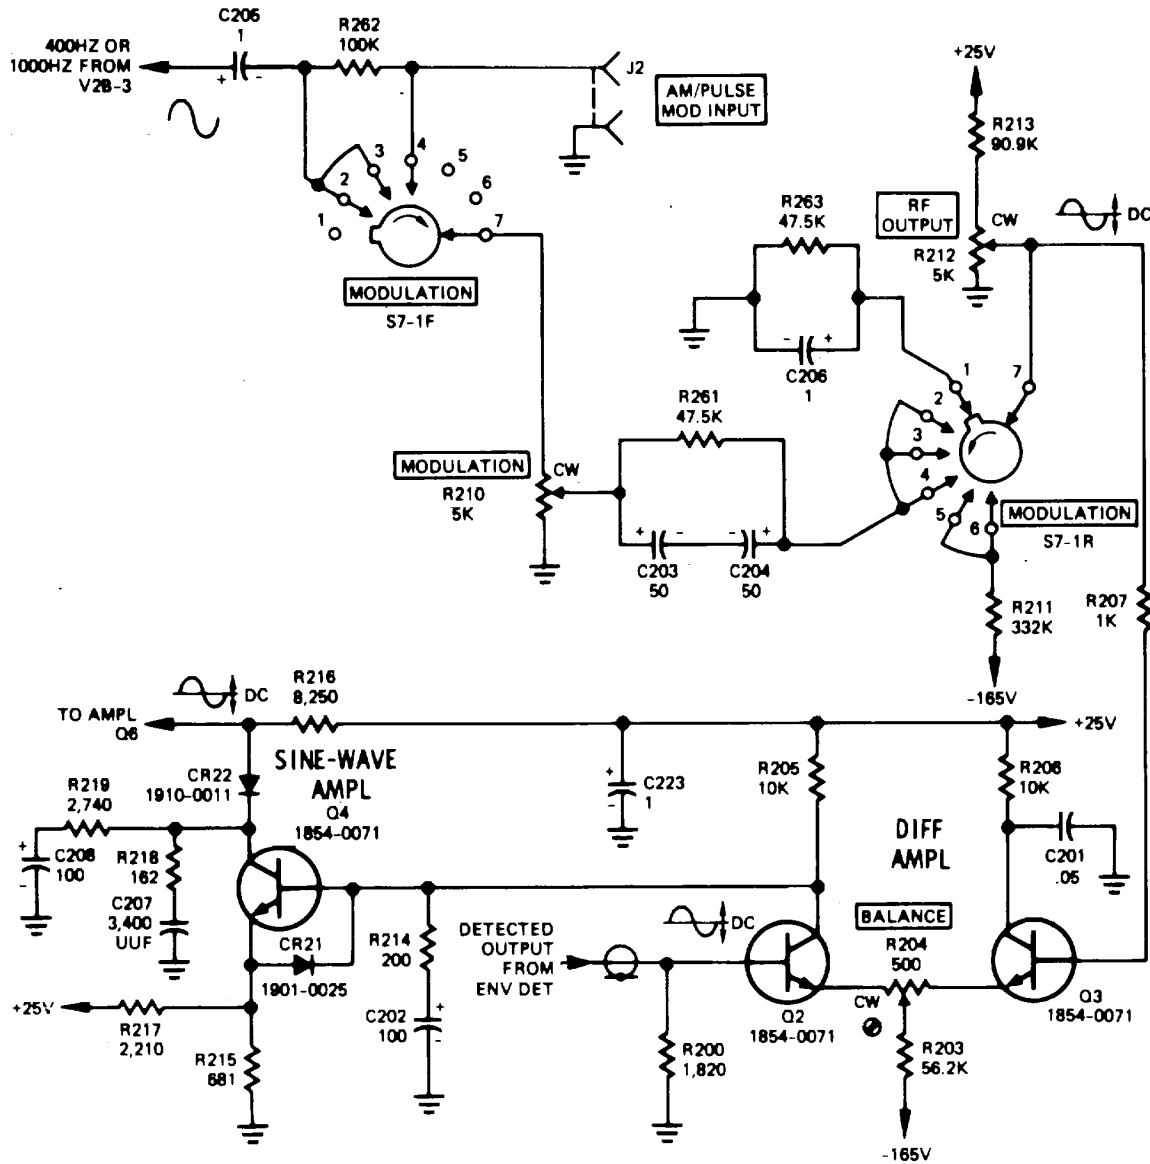 C205
1
R262
100K
400HZ OR
1000HZ FROM
V2B-3
+ -
J2
AM/PULSE
MOD INPUT
1
2
3
4
5
6
7
MODULATION
S7-1F
+25V
R213
90.9K
RF
OUTPUT
CW
DC
R212
5K
R263
47.5K
- +
C206
1
R261
47.5K
MODULATION
CW
R210
5K
+ - - +
C203
50
C204
50
1
2
3
4
5
6
7
MODULATION
S7-1R
R211
332K
-165V
R207
1K
R216
8,250
DC
TO AMPL
Q6
+25V
SINE-WAVE
AMPL
Q4
1854-0071
CR22
1910-0011
R219
2,740
+
-
C208
100
R218
162
C207
3,400
UUF
CR21
1901-0025
+25V
R217
2,210
R215
681
R214
200
C202
100
+
-
+
-
C223
1
R205
10K
R206
10K
DIFF
AMPL
C201
.05
DETECTED
OUTPUT
FROM
ENV DET
DC
BALANCE
R204
500
CW
Q2
1854-0071
Q3
1854-0071
R200
1,820
R203
56.2K
-165V